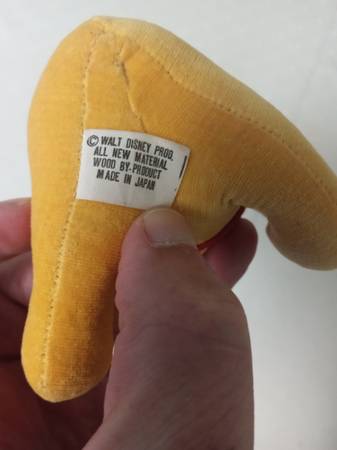 © WALT DISNEY PROD.
ALL NEW MATERIAL
WOOD BY-PRODUCT
MADE IN JAPAN